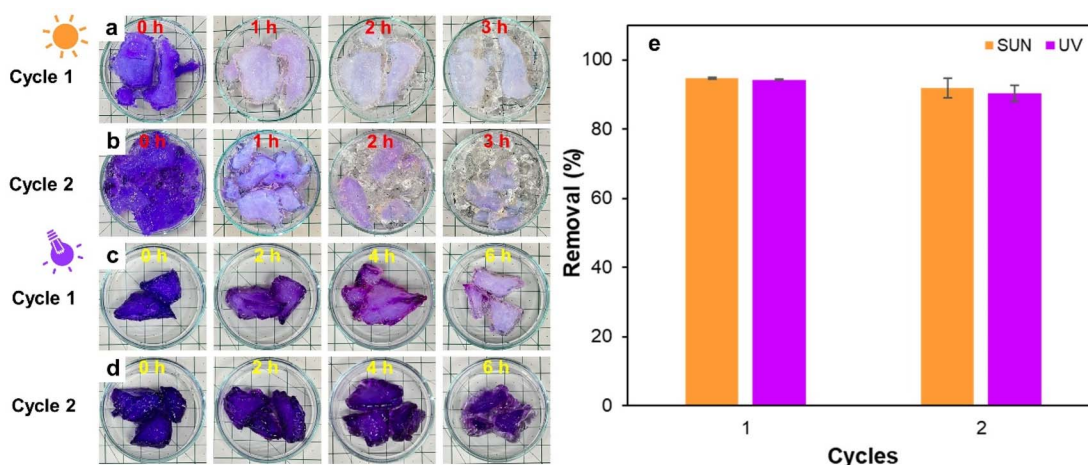 a
0 h
1 h
2 h
3 h
Cycle 1
b
0 h
1 h
2 h
3 h
Cycle 2
c
0 h
2 h
4 h
6 h
Cycle 1
d
0 h
2 h
4 h
6 h
Cycle 2
e
SUN
UV
100
80
60
40
20
0
Removal (%)
1
2
Cycles